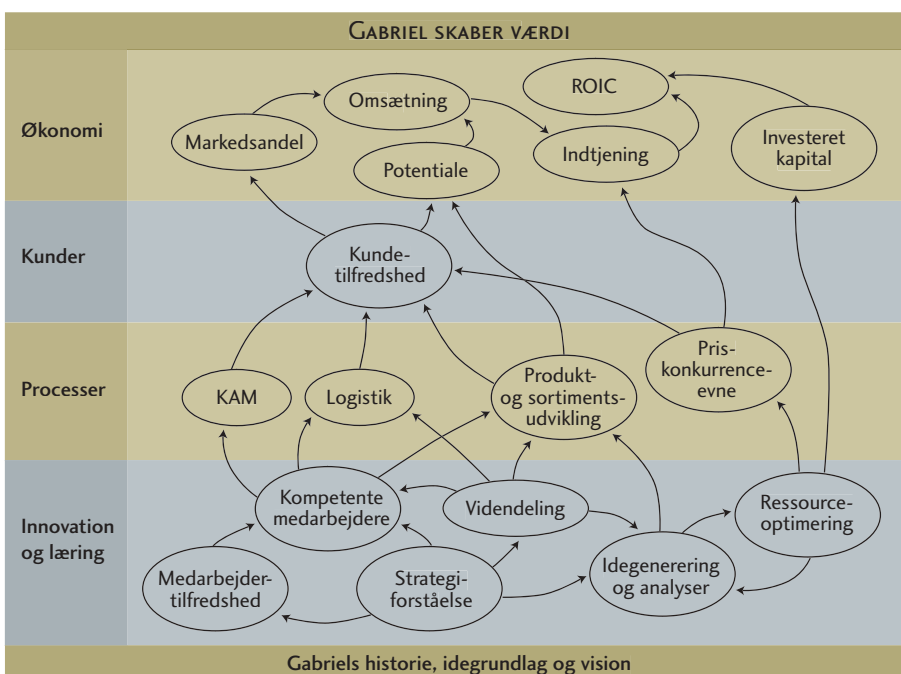 GABRIEL SKABER VÆRDI
Økonomi
Markedsandel
Omsætning
Potentiale
ROIC
Indtjening
Investeret
kapital
Kunder
Kunde-
tilfredshed
Processer
KAM
Logistik
Produkt-
og sortiments-
udvikling
Pris-
konkurrence-
evne
Innovation
og læring
Kompetente
medarbejdere
Videndeling
Ressource-
optimering
Medarbejder-
tilfredshed
Strategi-
forståelse
Idegenerering
og analyser
Gabriels historie, idegrundlag og vision